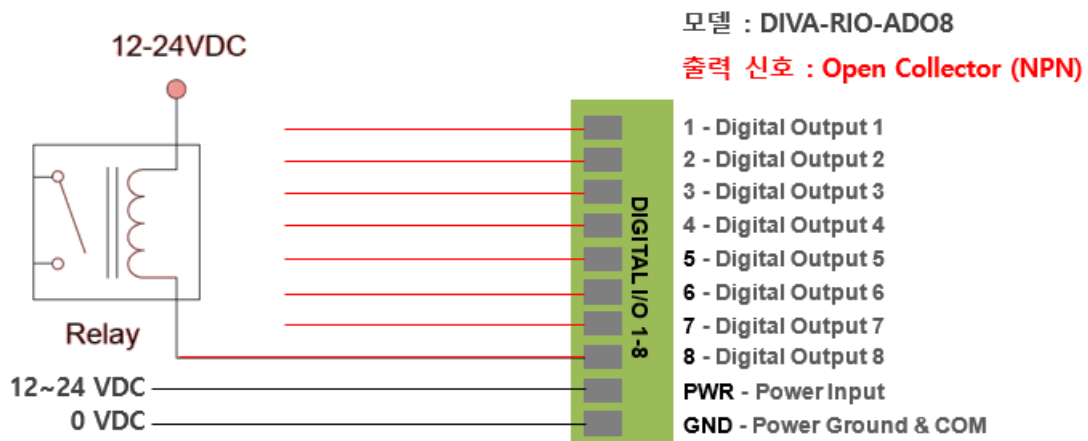 모델 : DIVA-RIO-ADO8
출력 신호 : Open Collector (NPN)
12-24VDC
Relay
12~24 VDC
0 VDC
DIGITAL I/O 1-8
1 - Digital Output 1
2 - Digital Output 2
3 - Digital Output 3
4 - Digital Output 4
5 - Digital Output 5
6 - Digital Output 6
7 - Digital Output 7
8 - Digital Output 8
PWR - Power Input
GND - Power Ground & COM